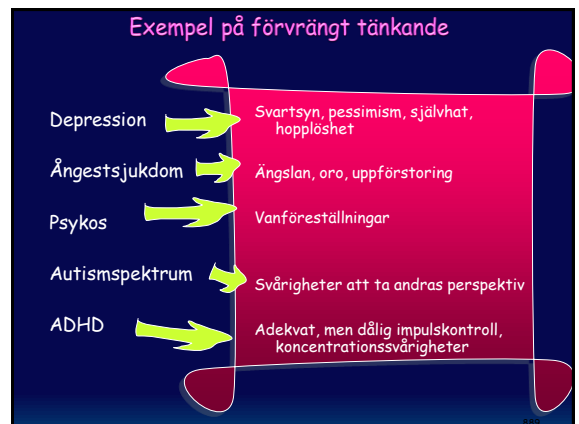 Exempel på förvrängt tänkande
Depression
Svartsyn, pessimism, självhat,
hopplöshet
Ångestsjukdom
Ängslan, oro, uppförstoring
Psykos
Vanföreställningar
Autismspektrum
Svårigheter att ta andras perspektiv
ADHD
Adekvat, men dålig impulskontroll,
koncentrationssvårigheter